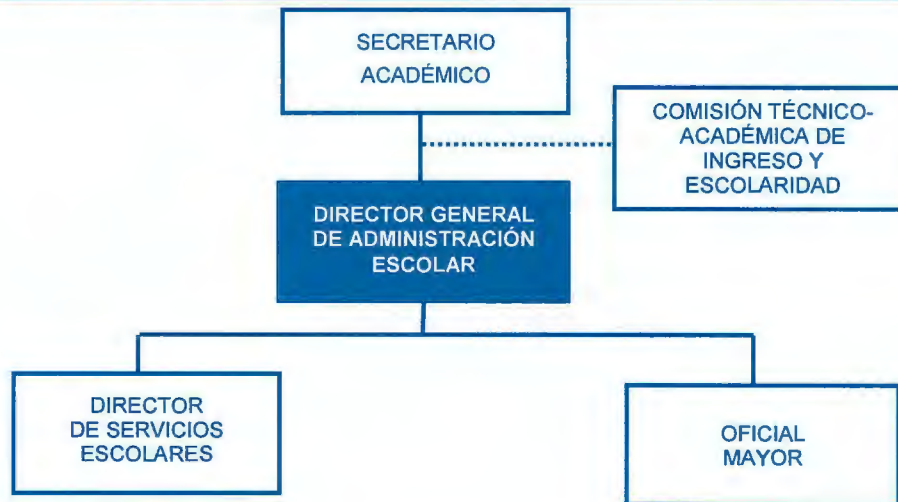 SECRETARIO
ACADÉMICO
COMISIÓN TÉCNICO-
ACADÉMICA DE
INGRESO Y
ESCOLARIDAD
DIRECTOR GENERAL
DE ADMINISTRACIÓN
ESCOLAR
DIRECTOR
DE SERVICIOS
ESCOLARES
OFICIAL
MAYOR